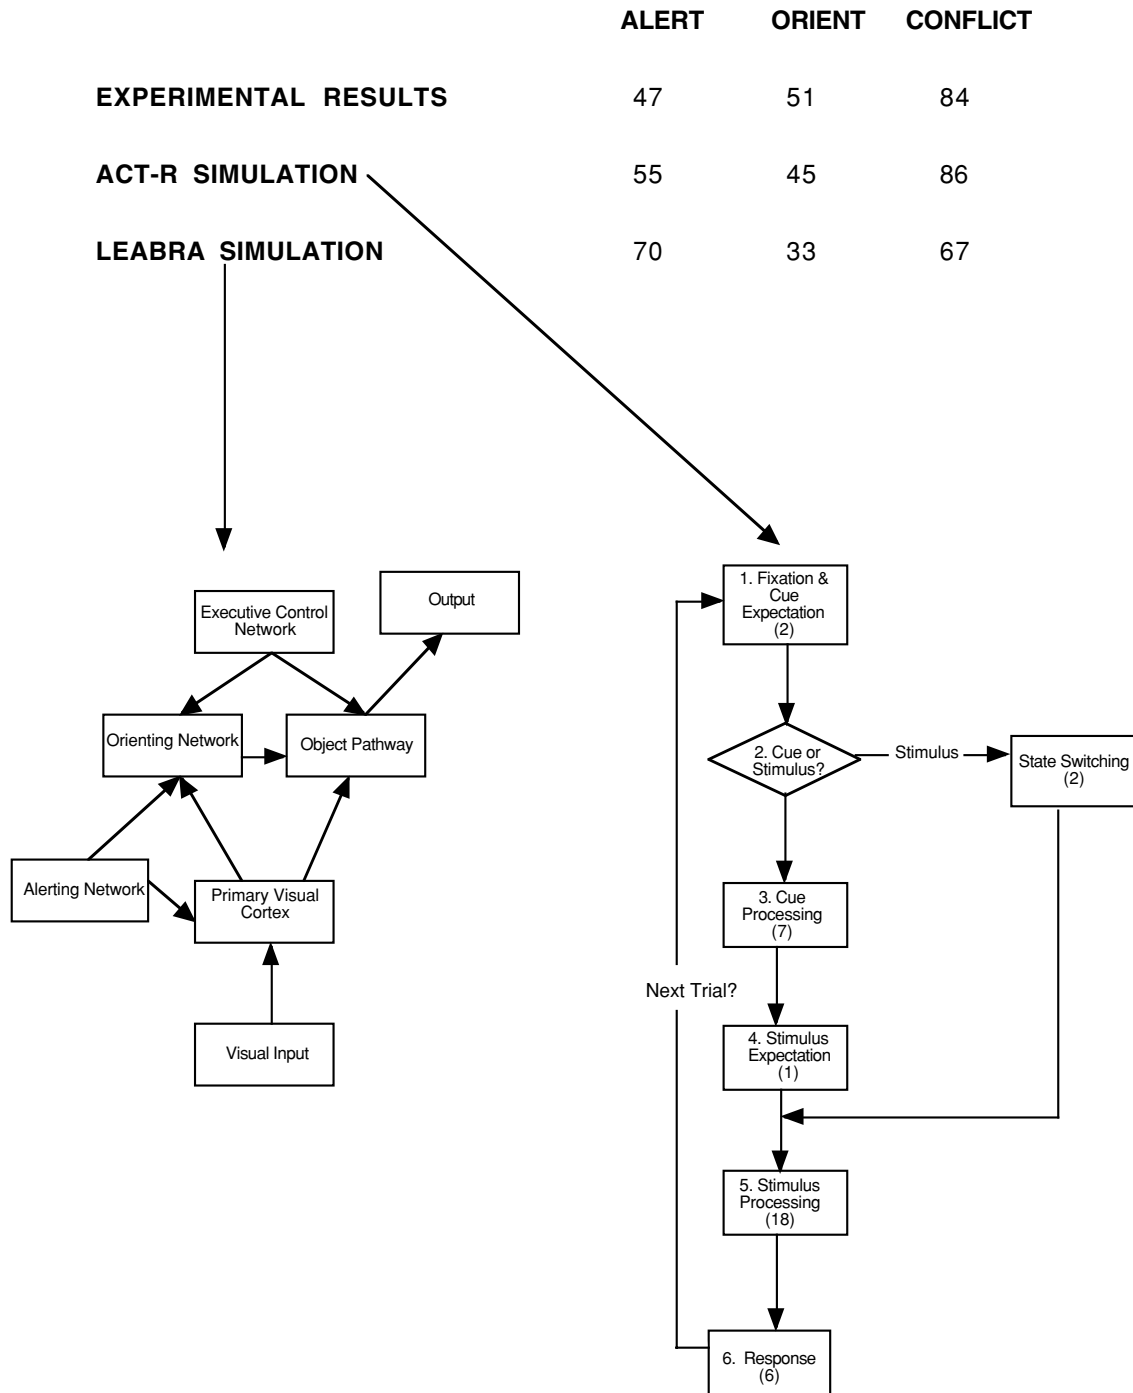 ALERT ORIENT CONFLICT
EXPERIMENTAL RESULTS 47 51 84
ACT-R SIMULATION 55 45 86
LEABRA SIMULATION 70 33 67
Executive Control
Network
Output
Orienting Network
Object Pathway
Alerting Network
Primary Visual
Cortex
Visual Input
1. Fixation &
Cue
Expectation
(2)
2. Cue or
Stimulus?
Stimulus
State Switching
(2)
3. Cue
Processing
(7)
Next Trial?
4. Stimulus
Expectation
(1)
5. Stimulus
Processing
(18)
6. Response
(6)